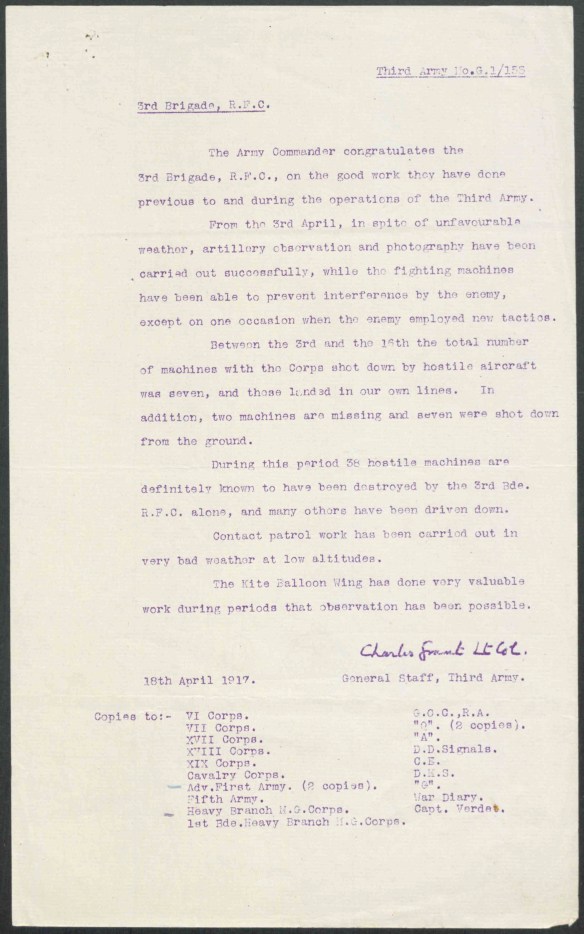 Third Army No.G.1/158
3rd Brigade, R.F.C.
The Army Commander congratulates the
3rd Brigade, R.F.C., on the good work they have done
previous to and during the operations of the Third Army.
From the 3rd April, in spite of unfavourable
weather, artillery observation and photography have been
carried out successfully, while the fighting machines
have been able to prevent interference by the enemy,
except on one occasion when the enemy employed new tactics.
Between the 3rd and the 16th the total number
of machines with the Corps shot down by hostile aircraft
was seven, and these landed in our own lines. In
addition, two machines are missing and seven were shot down
from the ground.
During this period 38 hostile machines are
definitely known to have been destroyed by the 3rd Bde.
R.F.C. alone, and many others have been driven down.
Contact patrol work has been carried out in
very bad weather at low altitudes.
The Kite Balloon Wing has done very valuable
work during periods that observation has been possible.
Charles Grant Lt Col.
18th April 1917. General Staff, Third Army.
Copies to:- VI Corps. G.O.C.,R.A.
VII Corps. "Q". (2 copies).
XVII Corps. "A".
XVIII Corps. D.D.Signals.
XIX Corps. C.E.
Cavalry Corps. D.M.S.
Adv.First Army. (2 copies). "G".
Fifth Army. War Diary.
Heavy Branch M.G.Corps. Capt. Verdet.
1st Bde.Heavy Branch M.G.Corps.